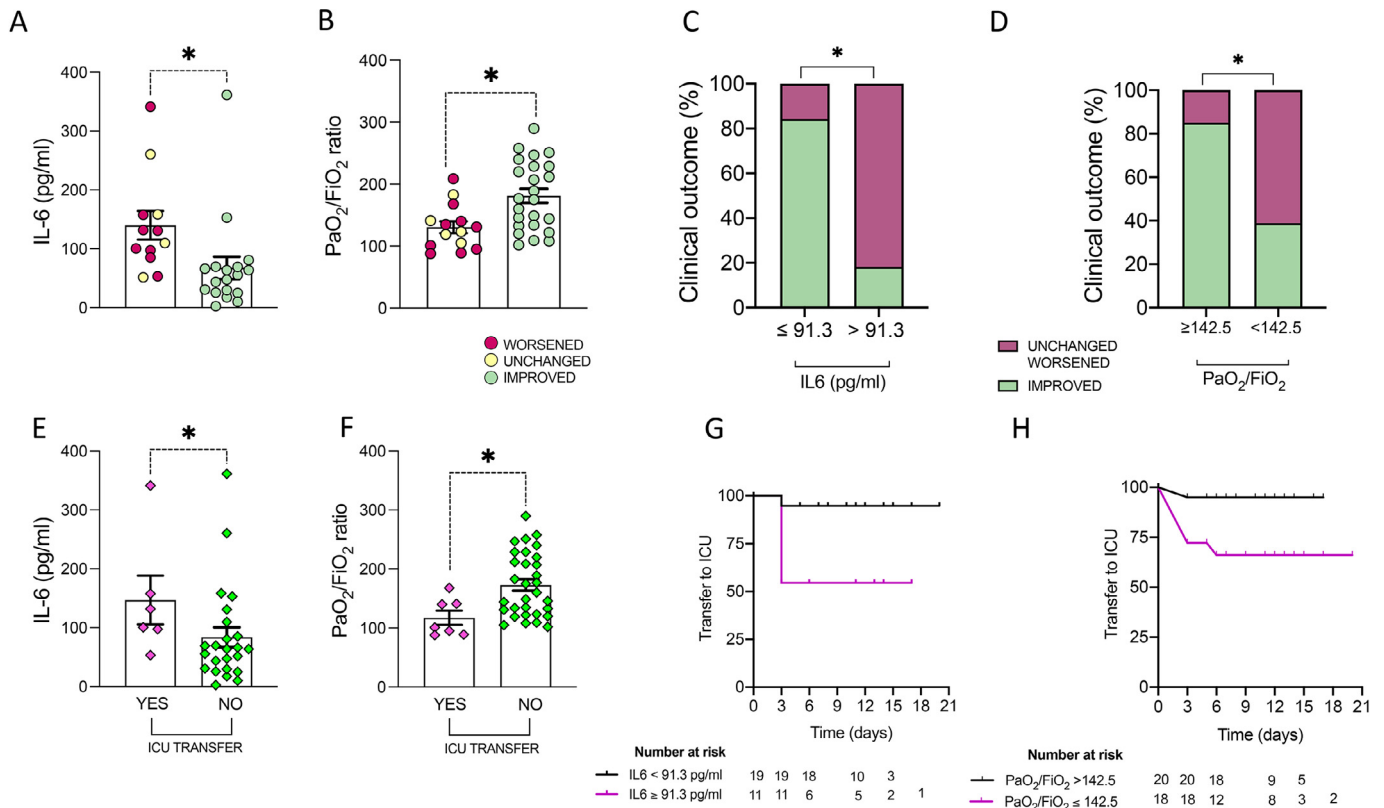 A
B
C
D
*
*
*
*
IL-6 (pg/ml)
400
300
200
100
0
PaO2/FiO2 ratio
400
300
200
100
0
WORSENED
UNCHANGED
IMPROVED
Clinical outcome (%)
100
80
60
40
20
0
≤ 91.3 > 91.3
IL6 (pg/ml)
Clinical outcome (%)
100
80
60
40
20
0
≥142.5 <142.5
PaO2/FiO2
UNCHANGED
WORSENED
IMPROVED
E
F
G
H
*
*
IL-6 (pg/ml)
400
300
200
100
0
YES NO
ICU TRANSFER
PaO2/FiO2 ratio
400
300
200
100
0
YES NO
ICU TRANSFER
Transfer to ICU
100
75
50
25
0
0 3 6 9 12 15 18 21
Time (days)
Number at risk
IL6 < 91.3 pg/ml 19 19 18 10 3
IL6 ≥ 91.3 pg/ml 11 11 6 5 2 1
Transfer to ICU
100
75
50
25
0
0 3 6 9 12 15 18 21
Time (days)
Number at risk
PaO2/FiO2 >142.5 20 20 18 9 5
PaO2/FiO2 ≤ 142.5 18 18 12 8 3 2